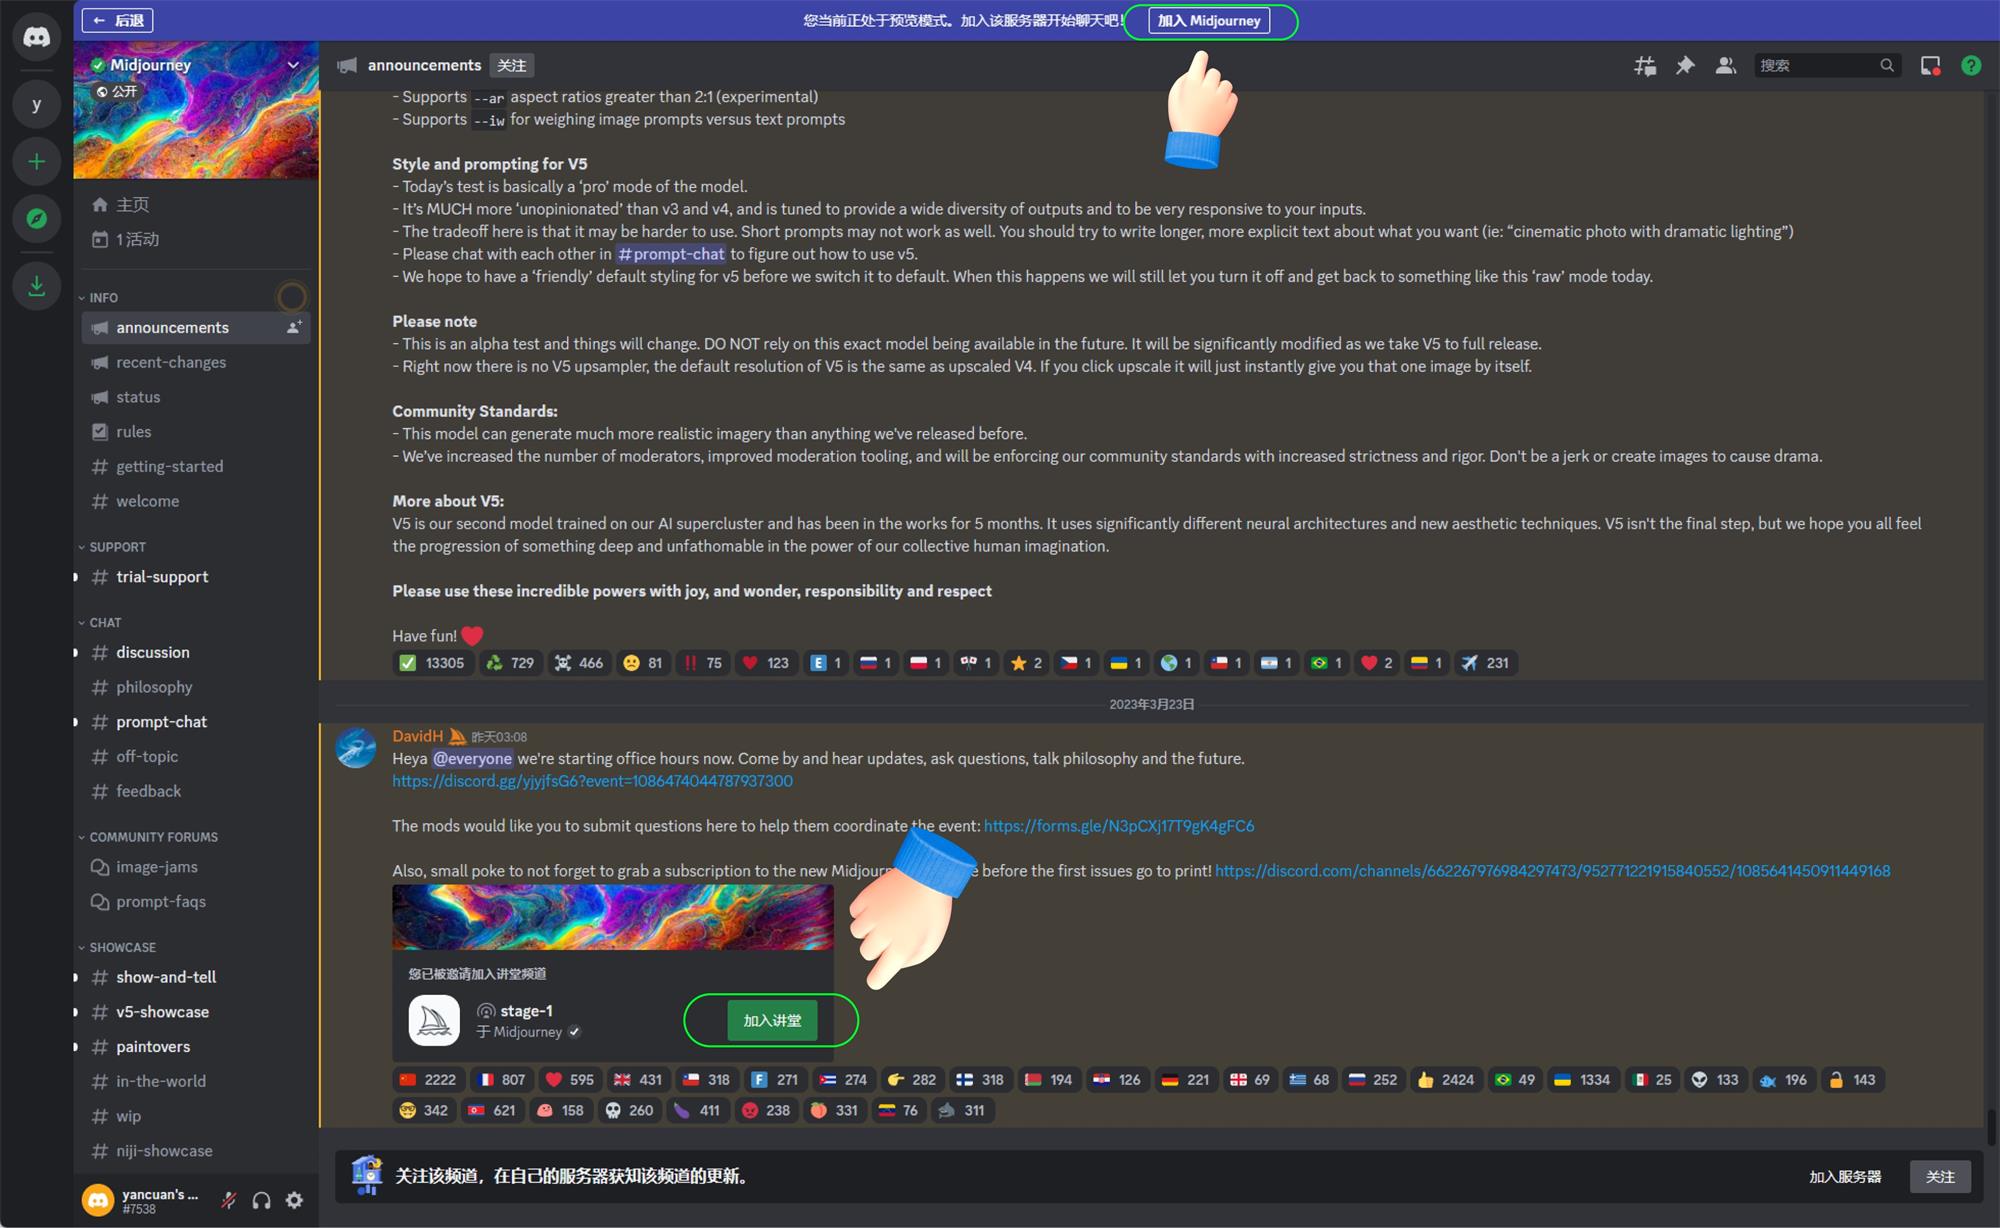 后退
您当前正处于预览模式。加入该服务器开始聊天吧！
加入 Midjourney
Midjourney
公开
announcements
关注
搜索
y
主页
1 活动
INFO
announcements
recent-changes
status
rules
getting-started
welcome
SUPPORT
trial-support
CHAT
discussion
philosophy
prompt-chat
off-topic
feedback
COMMUNITY FORUMS
image-jams
prompt-faqs
SHOWCASE
show-and-tell
v5-showcase
paintovers
in-the-world
wip
niji-showcase
yancuan's ...
#7538
- Supports --ar aspect ratios greater than 2:1 (experimental)
- Supports --iw for weighing image prompts versus text prompts
Style and prompting for V5
- Today's test is basically a ‘pro’ mode of the model.
- It's MUCH more ‘unopinionated’ than v3 and v4, and is tuned to provide a wide diversity of outputs and to be very responsive to your inputs.
- The tradeoff here is that it may be harder to use. Short prompts may not work as well. You should try to write longer, more explicit text about what you want (ie: “cinematic photo with dramatic lighting”)
- Please chat with each other in #prompt-chat to figure out how to use v5.
- We hope to have a ‘friendly’ default styling for v5 before we switch it to default. When this happens we will still let you turn it off and get back to something like this ‘raw’ mode today.
Please note
- This is an alpha test and things will change. DO NOT rely on this exact model being available in the future. It will be significantly modified as we take V5 to full release.
- Right now there is no V5 upsampler, the default resolution of V5 is the same as upscaled V4. If you click upscale it will just instantly give you that one image by itself.
Community Standards:
- This model can generate much more realistic imagery than anything we've released before.
- We've increased the number of moderators, improved moderation tooling, and will be enforcing our community standards with increased strictness and rigor. Don't be a jerk or create images to cause drama.
More about V5:
V5 is our second model trained on our AI supercluster and has been in the works for 5 months. It uses significantly different neural architectures and new aesthetic techniques. V5 isn't the final step, but we hope you all feel
the progression of something deep and unfathomable in the power of our collective human imagination.
Please use these incredible powers with joy, and wonder, responsibility and respect
Have fun!
13305 729 466 81 75 123 E 1 1 1 1 2 1 1 1 1 1 1 2 1 231
2023年3月23日
DavidH 昨天03:08
Heya @everyone we're starting office hours now. Come by and hear updates, ask questions, talk philosophy and the future.
https://discord.gg/yjyjfsG6?event=1086474044787937300
The mods would like you to submit questions here to help them coordinate the event: https://forms.gle/N3pCXj17T9gK4gFC6
Also, small poke to not forget to grab a subscription to the new Midjourn e before the first issues go to print! https://discord.com/channels/662267976984297473/952771221915840552/1085641450911449168
您已被邀请加入讲堂频道
stage-1
于 Midjourney
加入讲堂
2222 807 595 431 318 F 271 274 282 318 194 126 221 69 68 252 2424 49 1334 25 133 196 143
342 621 158 260 411 238 331 76 311
关注该频道，在自己的服务器获知该频道的更新。
加入服务器
关注